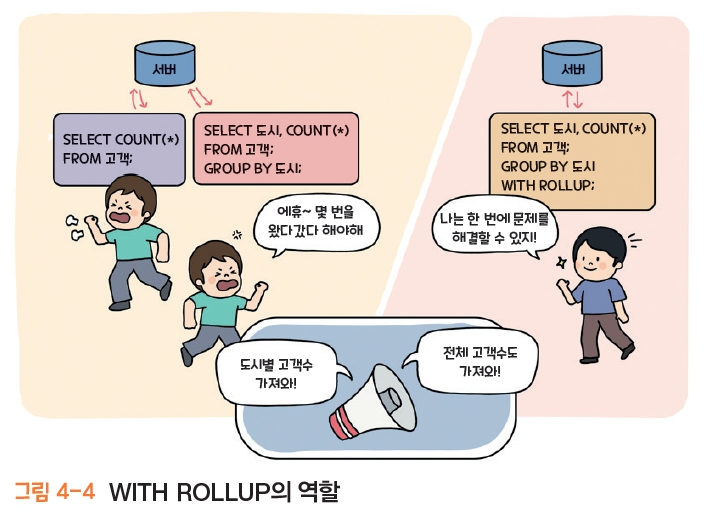 서버
SELECT COUNT(*)
FROM 고객;
SELECT 도시, COUNT(*)
FROM 고객;
GROUP BY 도시;
에휴~ 몇 번을
왔다갔다 해야해
서버
SELECT 도시, COUNT(*)
FROM 고객;
GROUP BY 도시
WITH ROLLUP;
나는 한 번에 문제를
해결할 수 있지!
도시별 고객수
가져와!
전체 고객수도
가져와!
그림 4-4 WITH ROLLUP의 역할